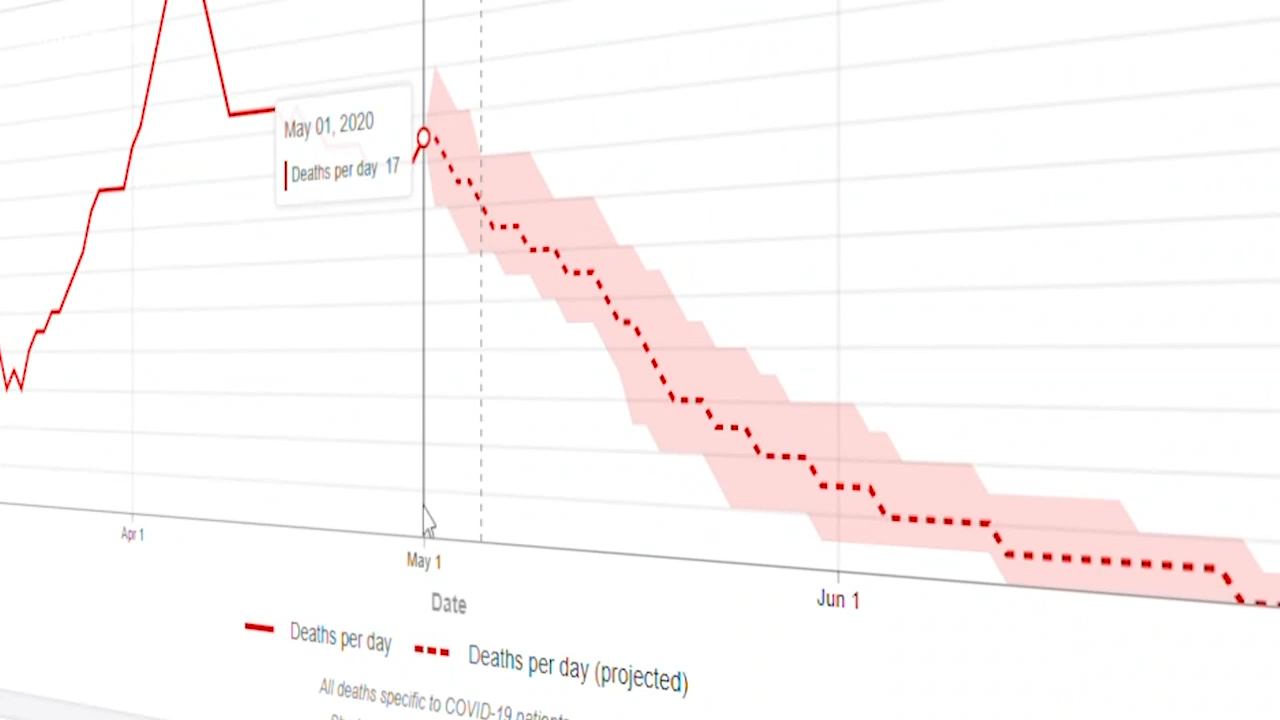 May 01, 2020
Deaths per day 17
Apr 1
May 1
Jun 1
Date
Deaths per day
Deaths per day (projected)
All deaths specific to COVID-19 patients